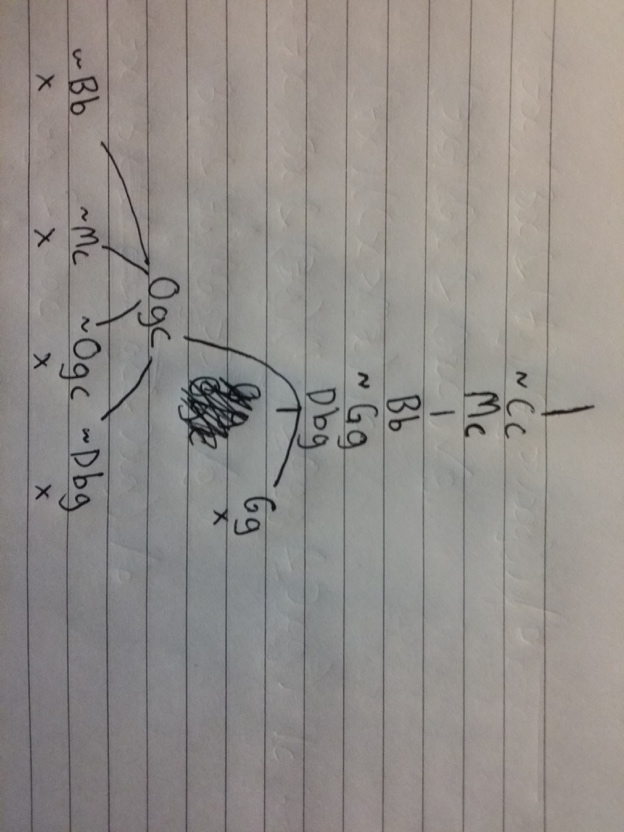 ~Cc
Mc
Bb
~Gg
Dbg
Ogc Gg
x
~Bb ~Mc ~Ogc ~Dbg
x x x x